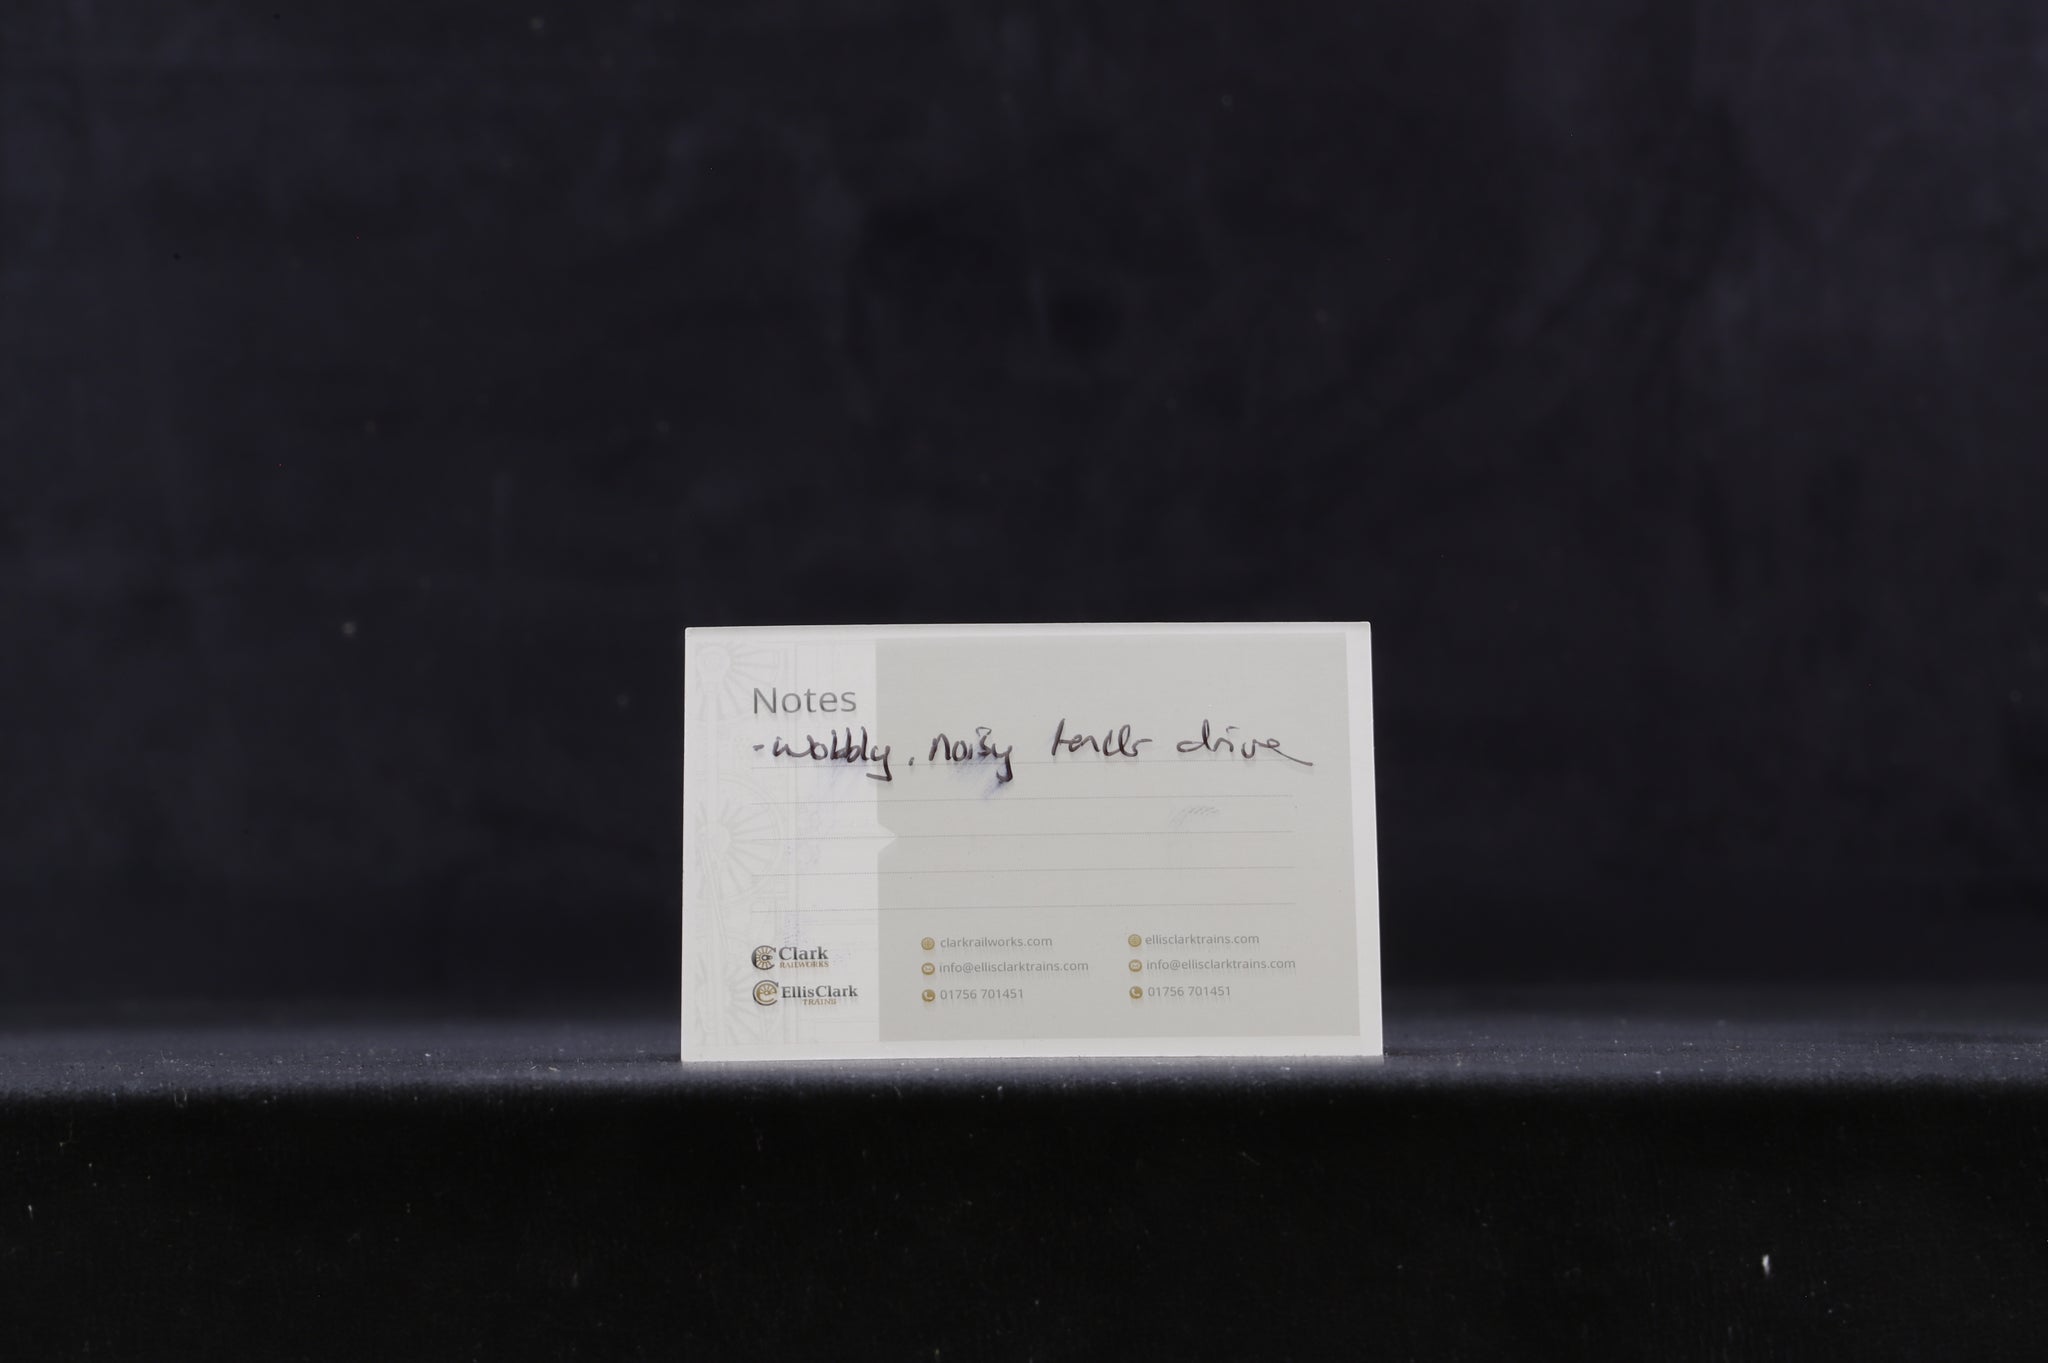 Notes
- wobbly, noisy tender drive
Clark
RAILWORKS
EllisClark
TRAINS
clarkrailworks.com
info@ellisclarktrains.com
01756 701451
ellisclarktrains.com
info@ellisclarktrains.com
01756 701451